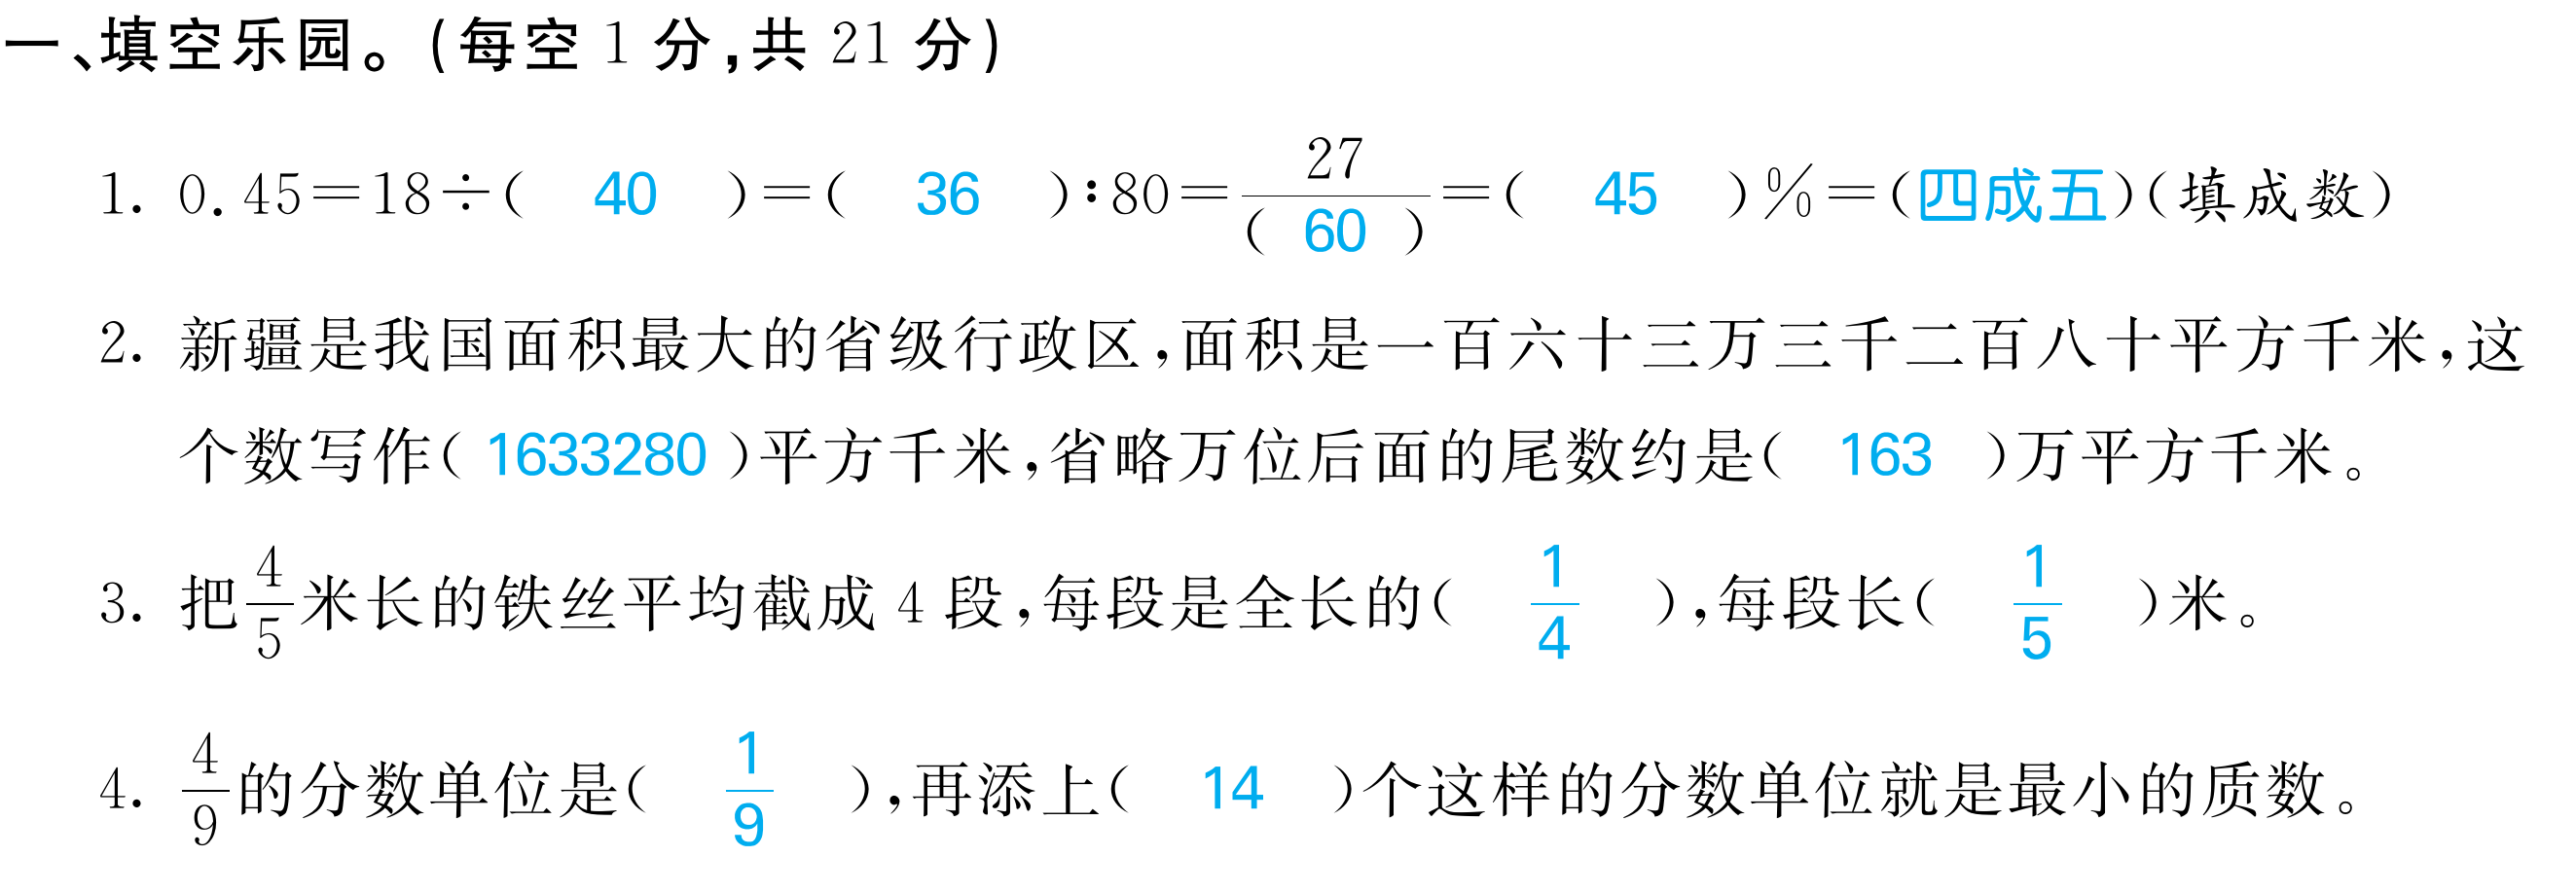 一、填空乐园。(每空 1 分,共 21 分)
1. 0.45=18÷( 40 )=( 36 ):80=27/( 60 )=( 45 )%=(四成五)(填成数)
2. 新疆是我国面积最大的省级行政区,面积是一百六十三万三千二百八十平方千米,这
个数写作( 1633280 )平方千米,省略万位后面的尾数约是( 163 )万平方千米。
3. 把4/5米长的铁丝平均截成 4 段,每段是全长的( 1/4 ),每段长( 1/5 )米。
4. 4/9的分数单位是( 1/9 ),再添上( 14 )个这样的分数单位就是最小的质数。